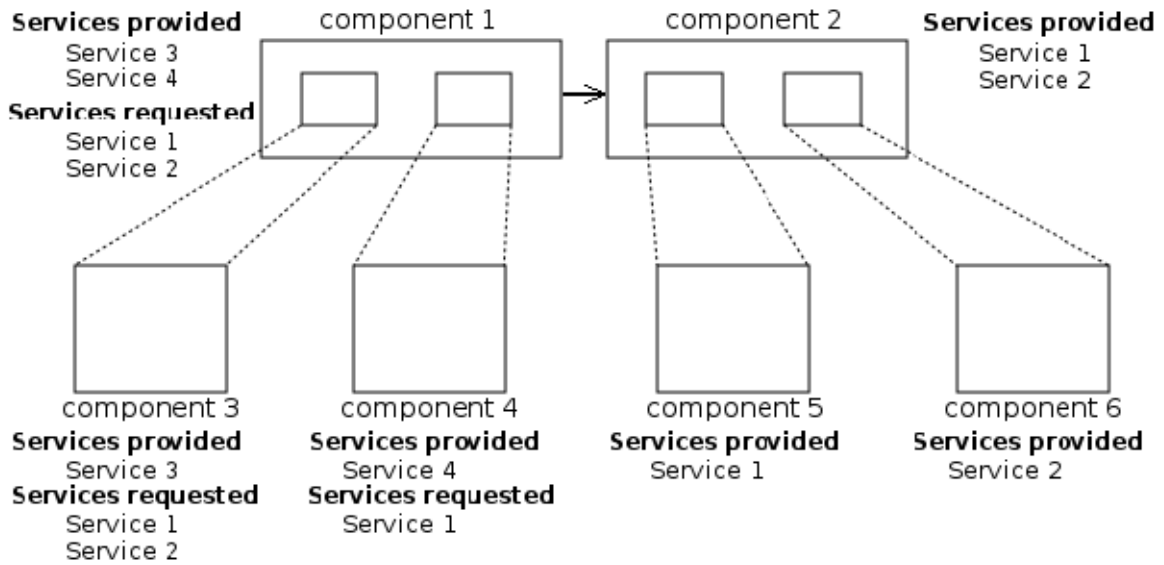 Services provided
Service 3
Service 4
Services requested
Service 1
Service 2
component 1
component 2
Services provided
Service 1
Service 2
component 3
Services provided
Service 3
Services requested
Service 1
Service 2
component 4
Services provided
Service 4
Services requested
Service 1
component 5
Services provided
Service 1
component 6
Services provided
Service 2